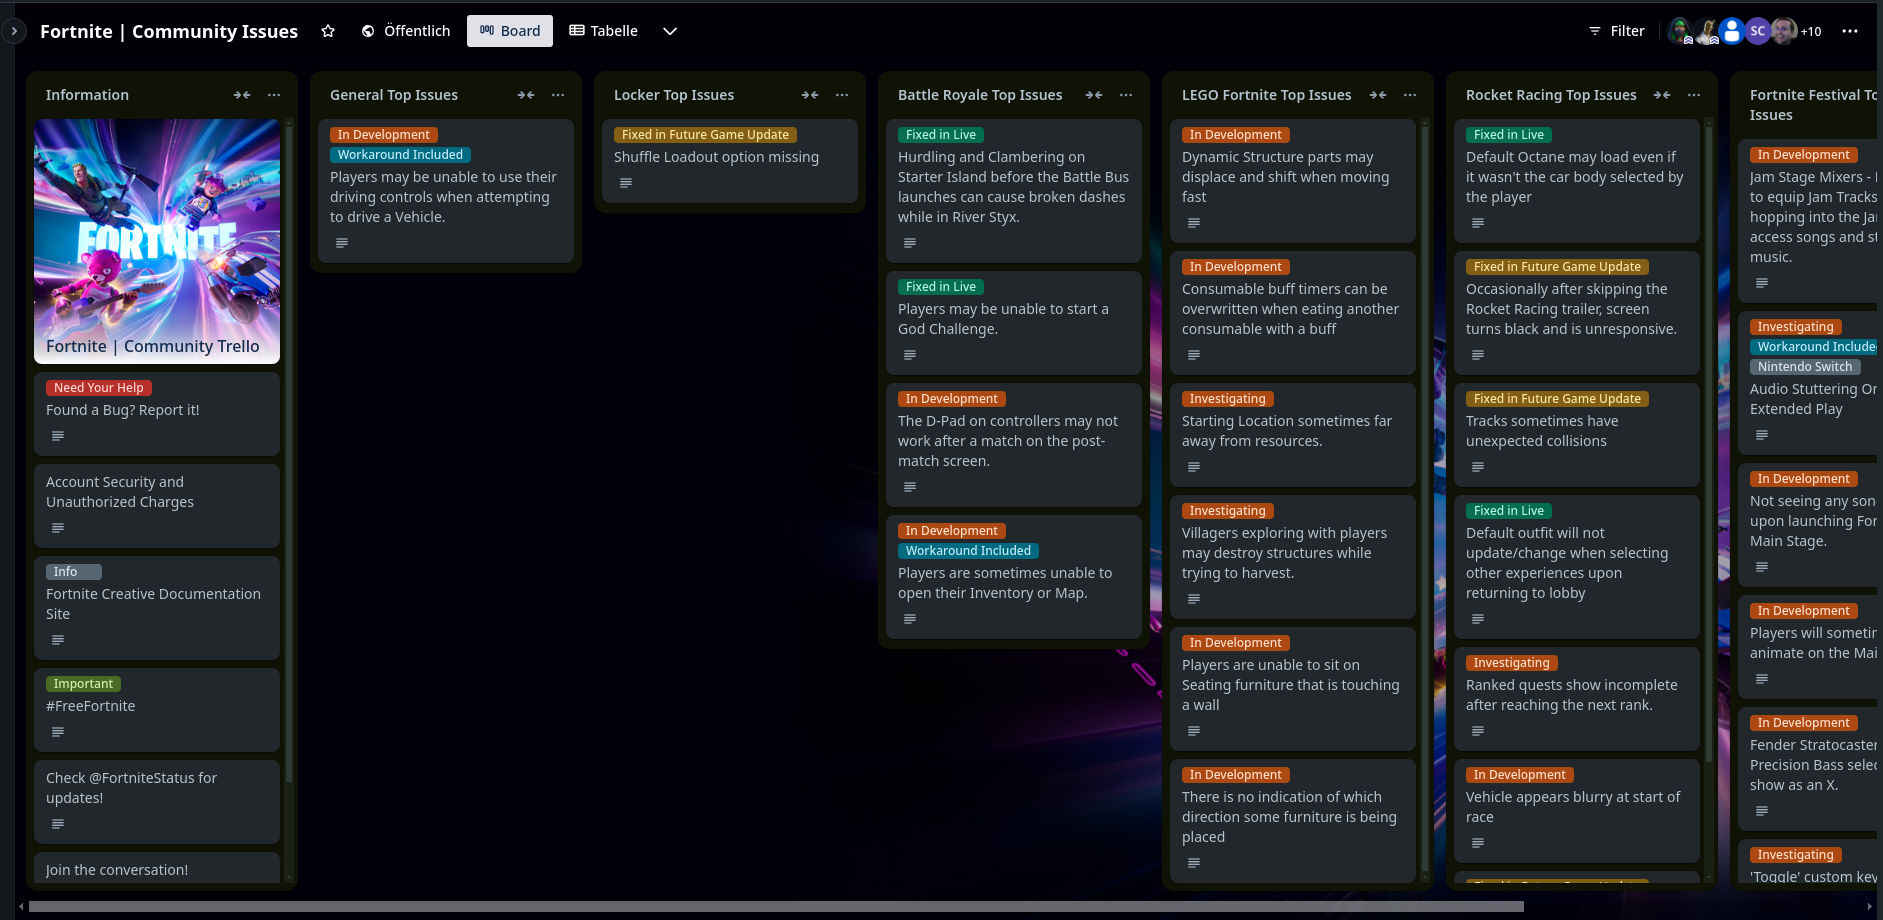 Fortnite | Community Issues
Öffentlich
Board
Tabelle
Filter
SC
+10
Information
FORTNITE
Fortnite | Community Trello
Need Your Help
Found a Bug? Report it!
Account Security and
Unauthorized Charges
Info
Fortnite Creative Documentation
Site
Important
#FreeFortnite
Check @FortniteStatus for
updates!
Join the conversation!
General Top Issues
In Development
Workaround Included
Players may be unable to use their
driving controls when attempting
to drive a Vehicle.
Locker Top Issues
Fixed in Future Game Update
Shuffle Loadout option missing
Battle Royale Top Issues
Fixed in Live
Hurdling and Clambering on
Starter Island before the Battle Bus
launches can cause broken dashes
while in River Styx.
Fixed in Live
Players may be unable to start a
God Challenge.
In Development
The D-Pad on controllers may not
work after a match on the post-
match screen.
In Development
Workaround Included
Players are sometimes unable to
open their Inventory or Map.
LEGO Fortnite Top Issues
In Development
Dynamic Structure parts may
displace and shift when moving
fast
In Development
Consumable buff timers can be
overwritten when eating another
consumable with a buff
Investigating
Starting Location sometimes far
away from resources.
Investigating
Villagers exploring with players
may destroy structures while
trying to harvest.
In Development
Players are unable to sit on
Seating furniture that is touching
a wall
In Development
There is no indication of which
direction some furniture is being
placed
Rocket Racing Top Issues
Fixed in Live
Default Octane may load even if
it wasn't the car body selected by
the player
Fixed in Future Game Update
Occasionally after skipping the
Rocket Racing trailer, screen
turns black and is unresponsive.
Fixed in Future Game Update
Tracks sometimes have
unexpected collisions
Fixed in Live
Default outfit will not
update/change when selecting
other experiences upon
returning to lobby
Investigating
Ranked quests show incomplete
after reaching the next rank.
In Development
Vehicle appears blurry at start of
race
Fixed in Future Game Update
Fortnite Festival To
Issues
In Development
Jam Stage Mixers -
to equip Jam Tracks
hopping into the Ja
access songs and st
music.
Investigating
Workaround Include
Nintendo Switch
Audio Stuttering Or
Extended Play
In Development
Not seeing any son
upon launching For
Main Stage.
In Development
Players will someti
animate on the Mai
In Development
Fender Stratocaster
Precision Bass selec
show as an X.
Investigating
'Toggle' custom key